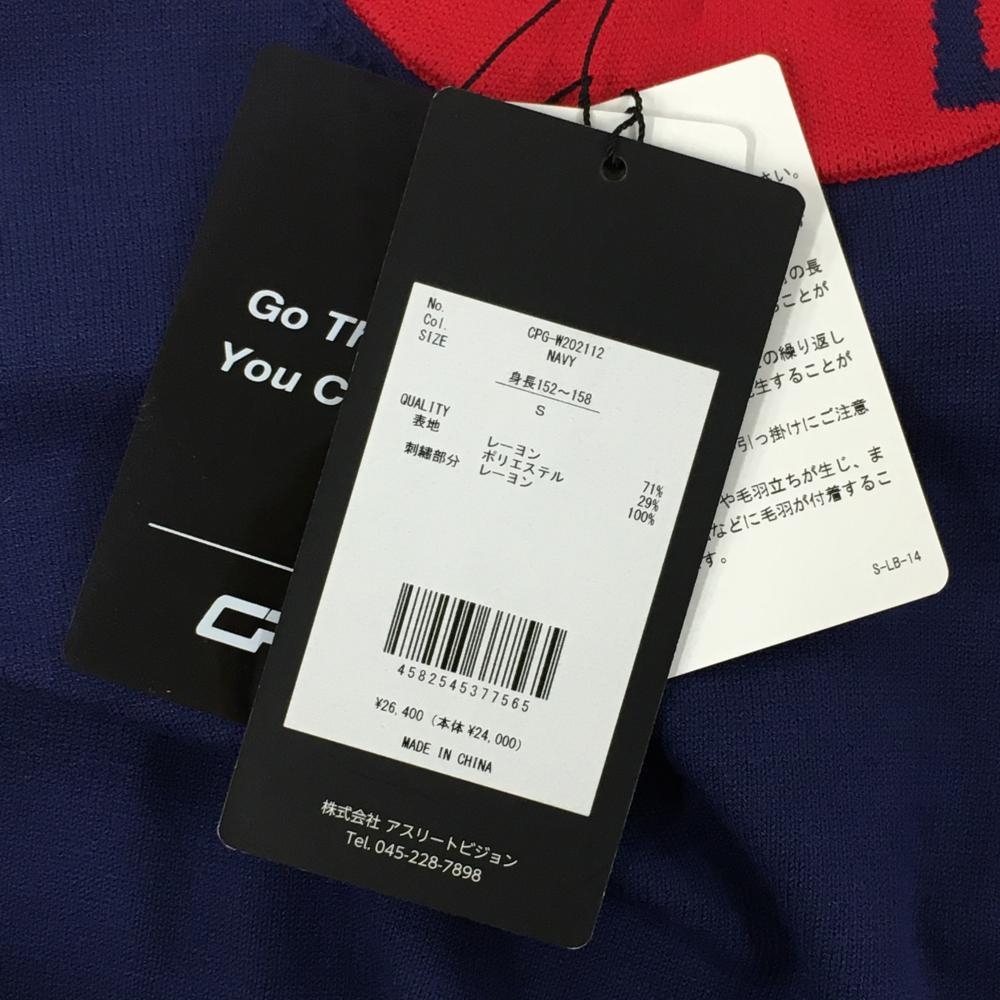 Go Th
You C
No. CPG-W202112
Col. NAVY
SIZE 身長152~158
S
QUALITY
表地 レーヨン 71%
ポリエステル 29%
刺繍部分 レーヨン 100%
4582545377565
¥26,400 (本体 ¥24,000)
MADE IN CHINA
株式会社 アスリートビジョン
Tel. 045-228-7898
さい。
の長
ことが
の繰り返し
生することが
引っ掛けにご注意
や毛羽立ちが生じ、ま
などに毛羽が付着するこ
す。
S-LB-14